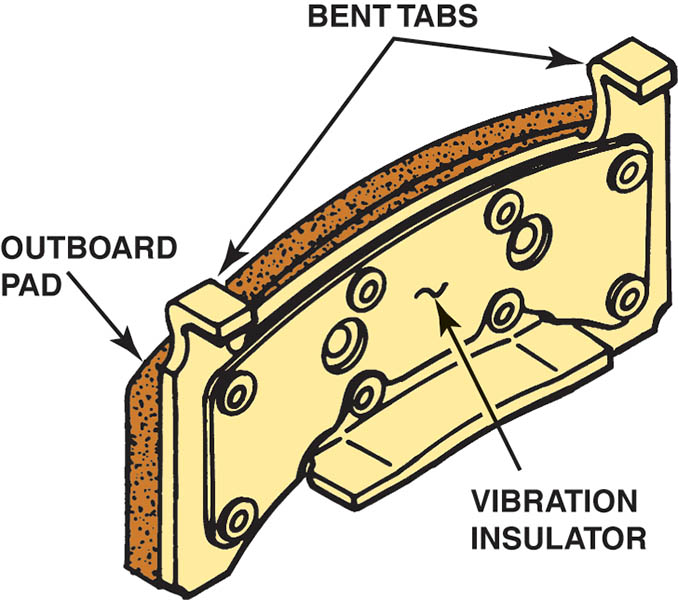 BENT TABS
OUTBOARD
PAD
VIBRATION
INSULATOR